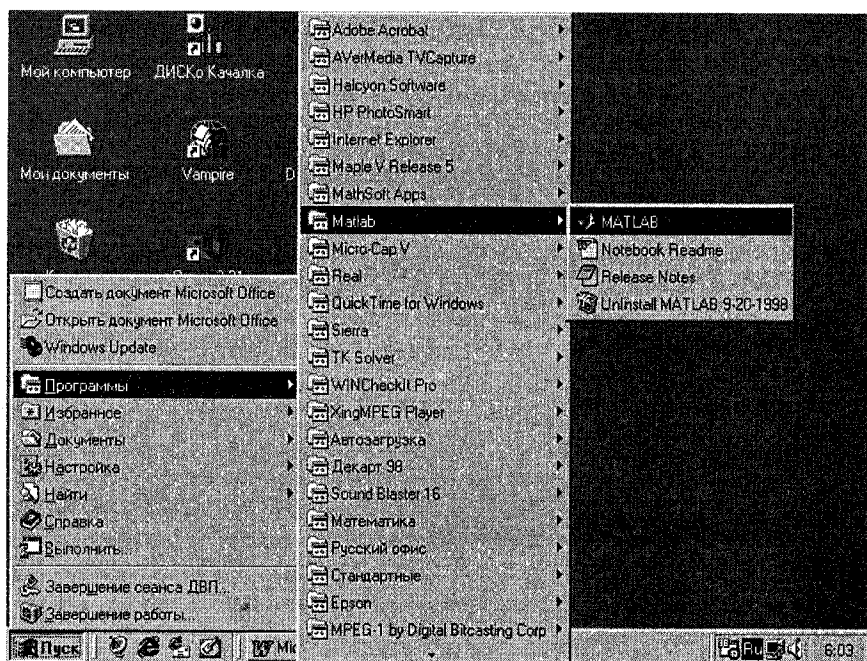 Мой компьютер
ДИСКо Качалка
Мои документы
Vampire
D
Создать документ Microsoft Office
Открыть документ Microsoft Office
Windows Update
Программы
Избранное
Документы
Настройка
Найти
Справка
Выполнить...
Завершение сеанса ДВП...
Завершение работы...
Adobe Acrobat
AVerMedia TVCapture
Halcyon Software
HP PhotoSmart
Internet Explorer
Maple V Release 5
MathSoft Apps
Matlab
Micro-Cap V
Real
QuickTime for Windows
Sierra
TK Solver
WINCheckIt Pro
XingMPEG Player
Автозагрузка
Декарт 98
Sound Blaster 16
Математика
Русский офис
Стандартные
Epson
MPEG-1 by Digital Bitcasting Corp
MATLAB
Notebook Readme
Release Notes
UnInstall MATLAB 9-20-1998
Пуск
Mic
Ru
6:03